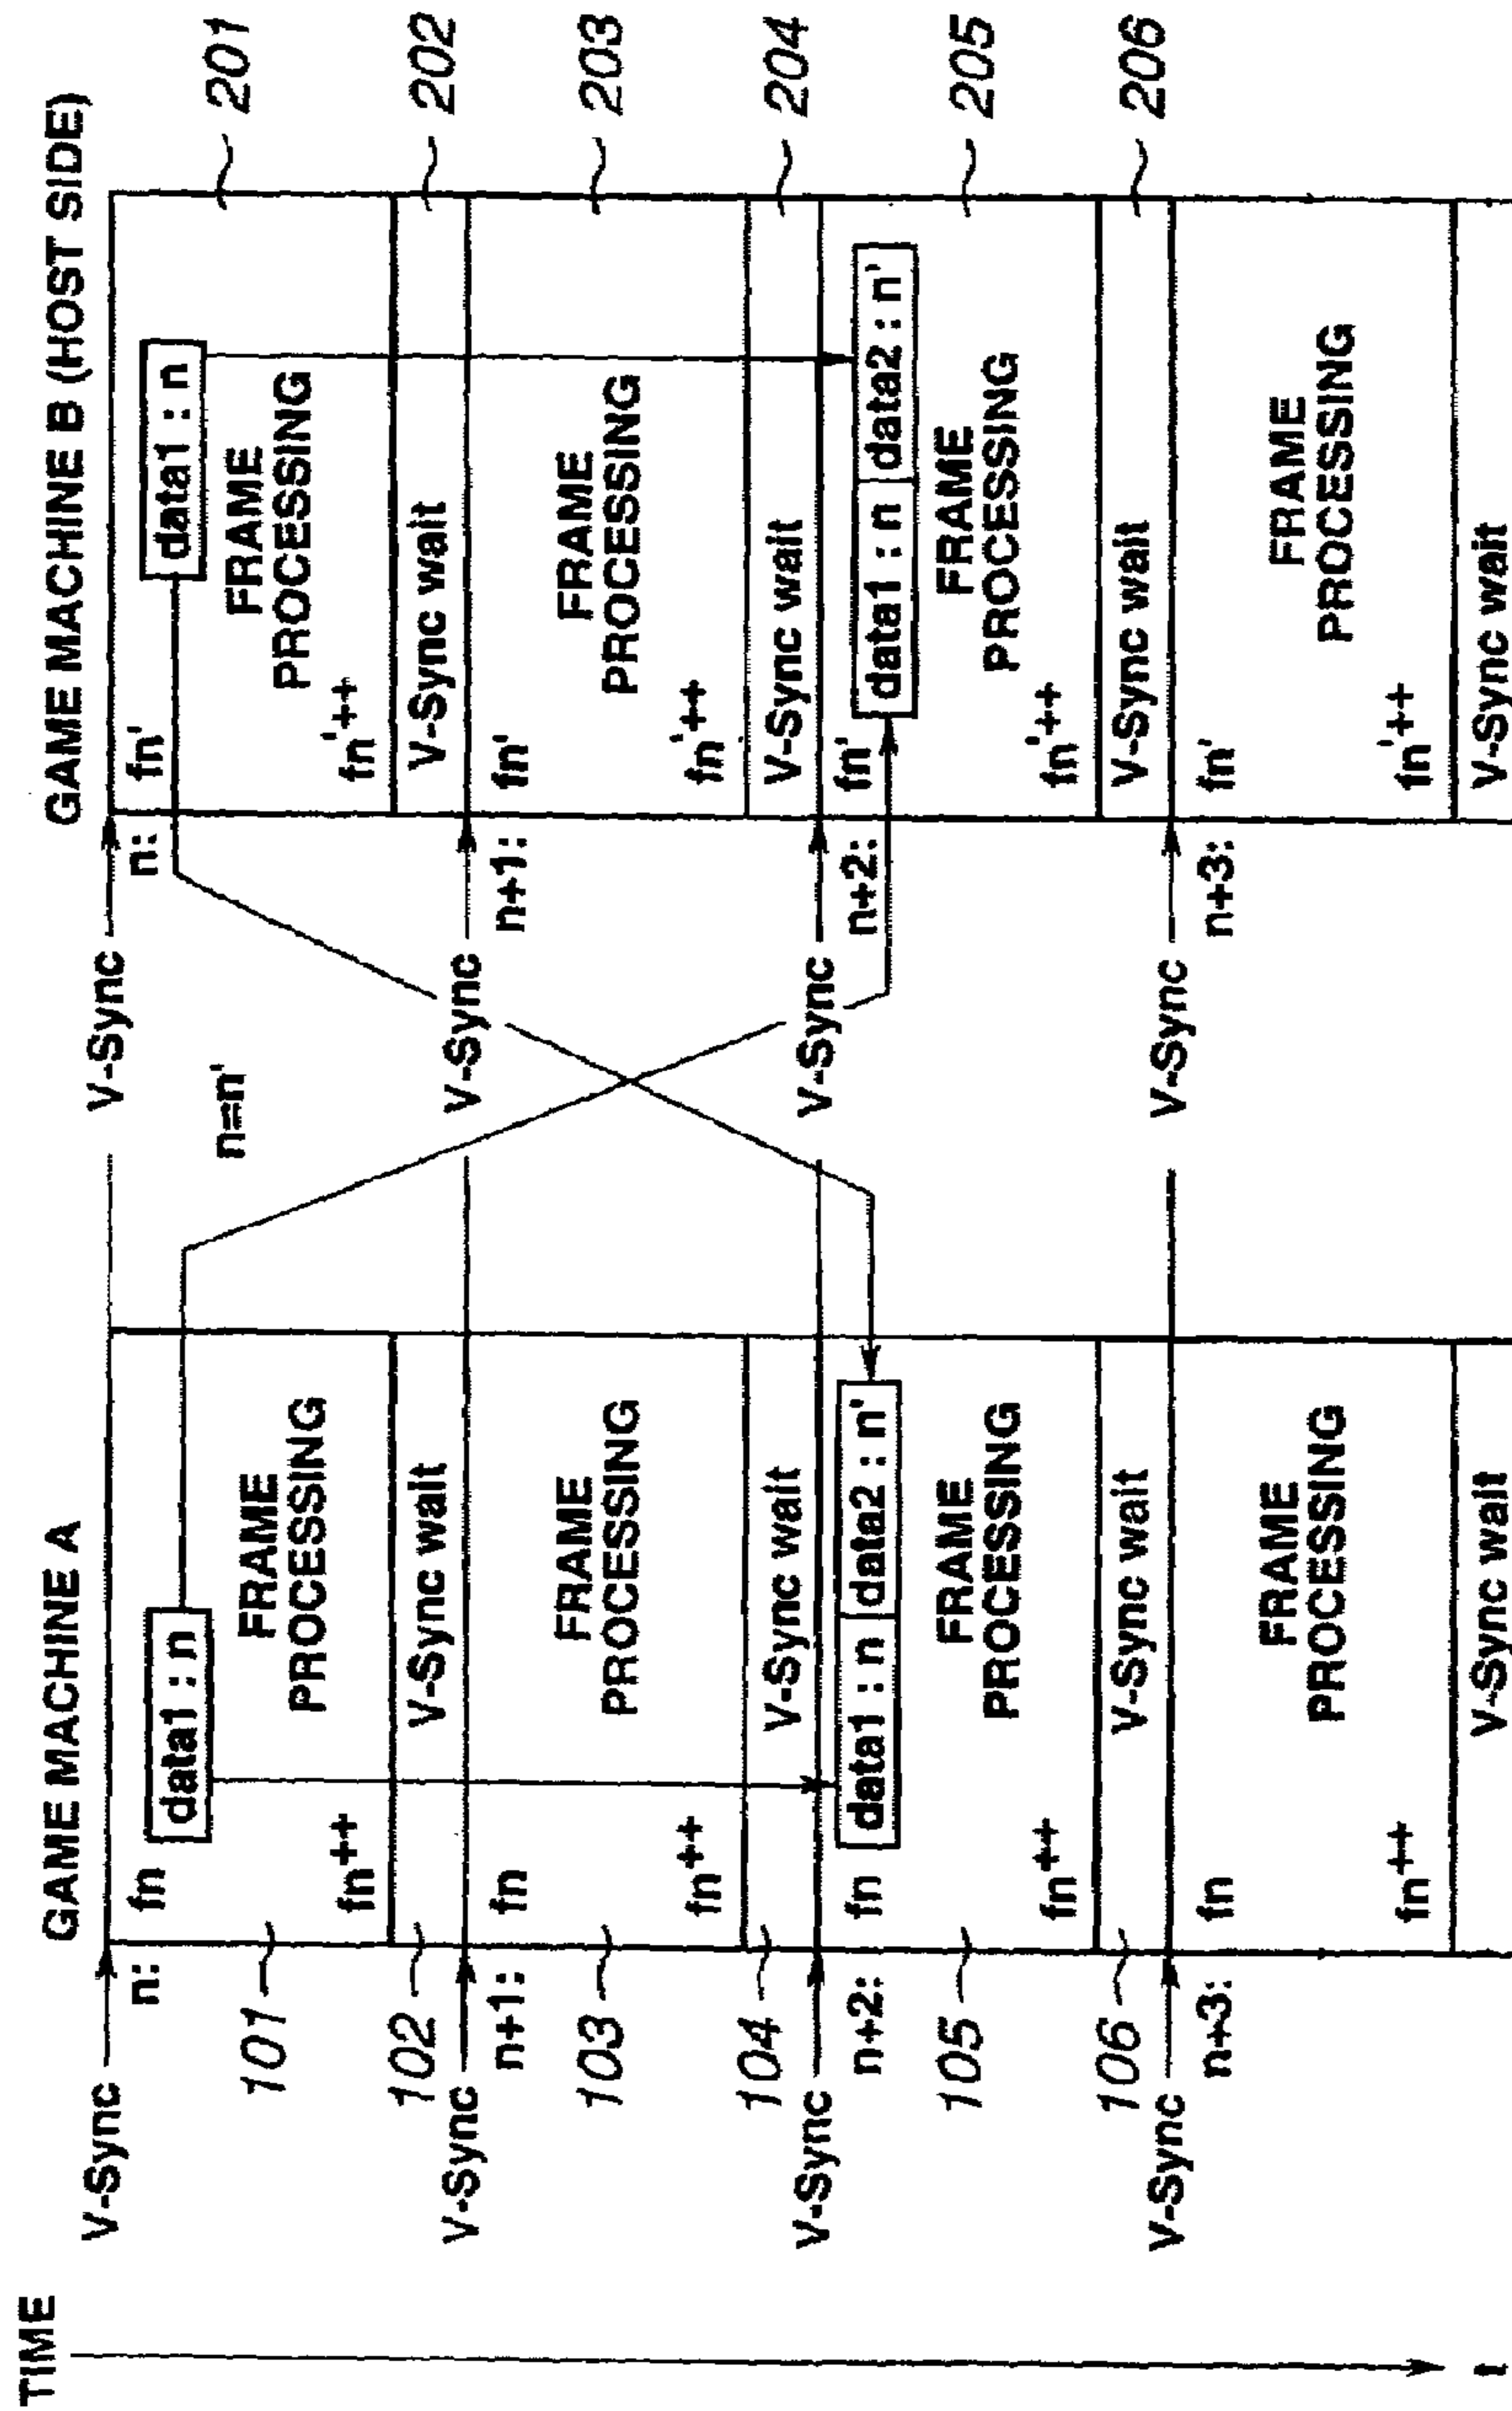 TIME
t
GAME MACHINE A
V-Sync
n:
fn
data1 : n
101
FRAME
PROCESSING
fn++
102
V-Sync wait
V-Sync
n+1:
fn
103
FRAME
PROCESSING
fn++
104
V-Sync wait
V-Sync
n+2:
fn
data1 : n
data2 : n'
105
FRAME
PROCESSING
fn++
106
V-Sync wait
V-Sync
n+3:
fn
FRAME
PROCESSING
fn++
V-Sync wait
n=n'
GAME MACHINE B (HOST SIDE)
V-Sync
n:
fn'
data1 : n
201
FRAME
PROCESSING
fn'++
V-Sync wait
202
V-Sync
n+1:
fn'
FRAME
PROCESSING
203
fn'++
V-Sync wait
204
V-Sync
n+2:
fn'
data1 : n
data2 : n'
FRAME
PROCESSING
205
fn'++
V-Sync wait
206
V-Sync
n+3:
fn'
FRAME
PROCESSING
fn'++
V-Sync wait